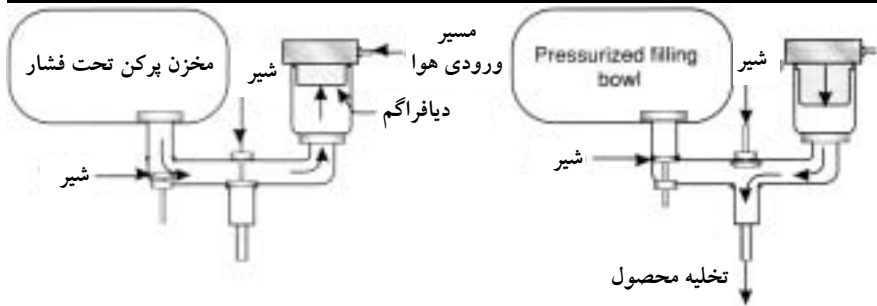 مخزن پرکن تحت فشار
شیر
مسیر
ورودی هوا
دیافراگم
شیر
Pressurized filling
bowl
شیر
شیر
تخلیه محصول